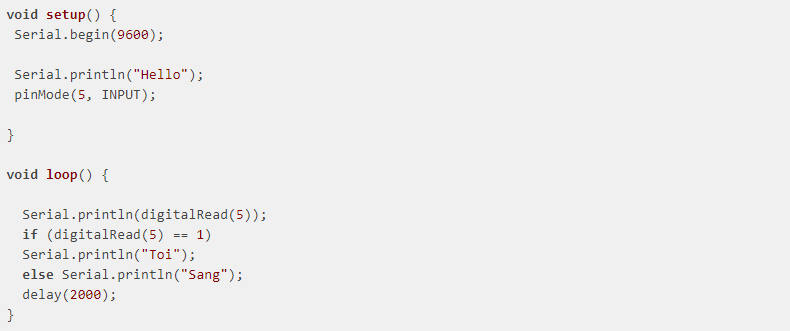 void setup() {
 Serial.begin(9600);
 Serial.println("Hello");
 pinMode(5, INPUT);
}
void loop() {
  Serial.println(digitalRead(5));
  if (digitalRead(5) == 1)
  Serial.println("Toi");
  else Serial.println("Sang");
  delay(2000);
}